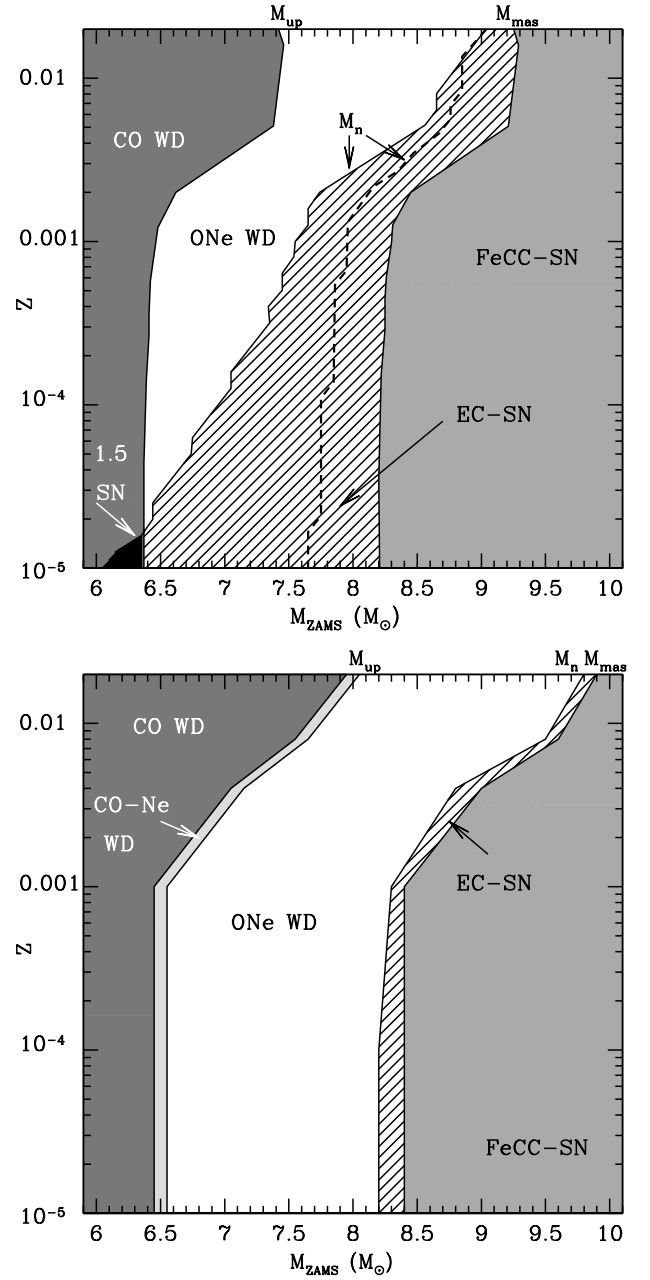 M_up M_mas
0.01
CO WD
M_n
0.001
ONe WD
FeCC-SN
Z
10^-4
EC-SN
1.5
SN
10^-5
6 6.5 7 7.5 8 8.5 9 9.5 10
M_ZAMS (M_⊙)
M_up M_n M_mas
0.01
CO WD
CO-Ne
WD
0.001
EC-SN
ONe WD
Z
10^-4
FeCC-SN
10^-5
6 6.5 7 7.5 8 8.5 9 9.5 10
M_ZAMS (M_⊙)